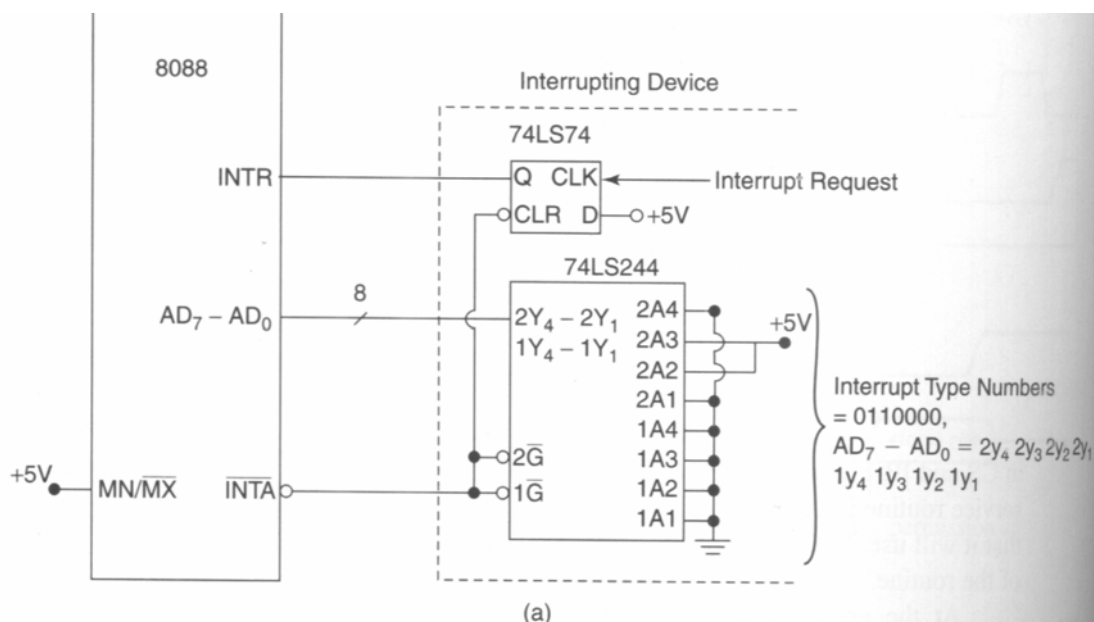 8088
Interrupting Device
74LS74
INTR
Q CLK
Interrupt Request
CLR D
+5V
74LS244
8
AD7 – AD0
2Y4 – 2Y1
1Y4 – 1Y1
2A4
2A3
2A2
2A1
1A4
1A3
1A2
1A1
+5V
Interrupt Type Numbers
= 0110000,
AD7 – AD0 = 2y4 2y3 2y2 2y1
1y4 1y3 1y2 1y1
+5V
MN/M̅X̅
I̅N̅T̅A̅
2G̅
1G̅
(a)